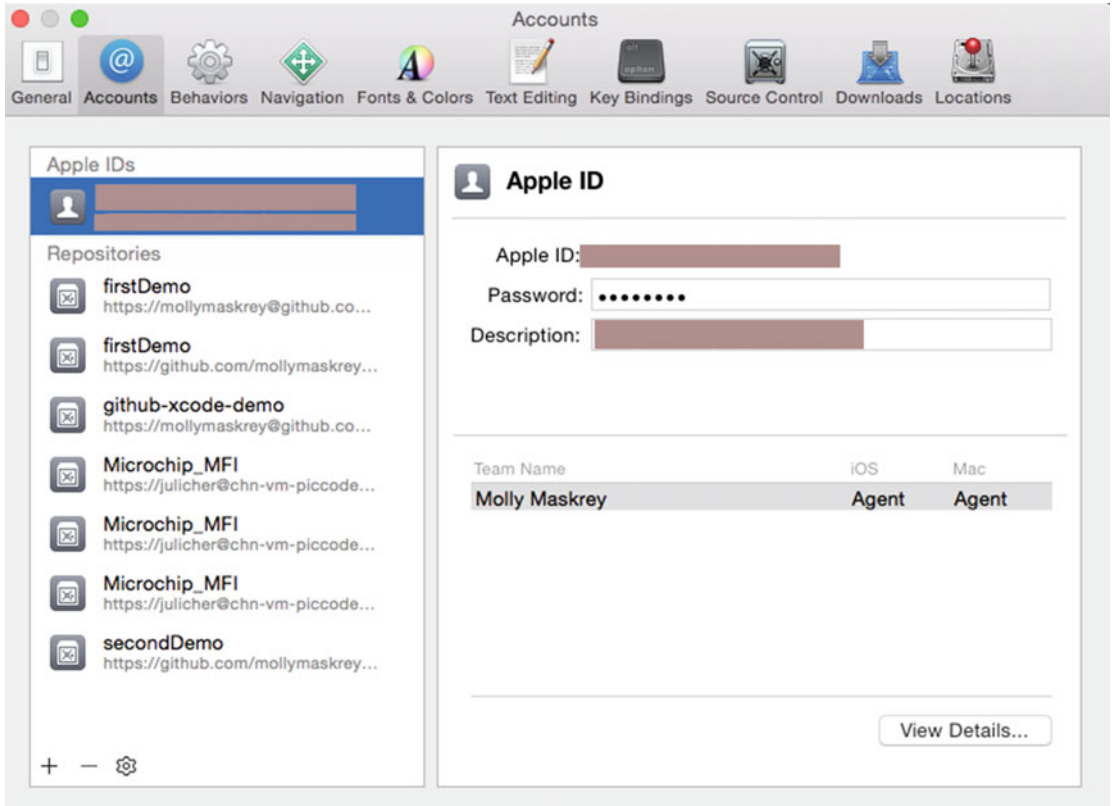 Accounts
General Accounts Behaviors Navigation Fonts & Colors Text Editing Key Bindings Source Control Downloads Locations
alt
option
Apple IDs
Repositories
firstDemo
https://mollymaskrey@github.co...
firstDemo
https://github.com/mollymaskrey...
github-xcode-demo
https://mollymaskrey@github.co...
Microchip_MFI
https://julicher@chn-vm-piccode...
Microchip_MFI
https://julicher@chn-vm-piccode...
Microchip_MFI
https://julicher@chn-vm-piccode...
secondDemo
https://github.com/mollymaskrey...
Apple ID
Apple ID:
Password: ••••••••
Description:
Team Name iOS Mac
Molly Maskrey Agent Agent
View Details...